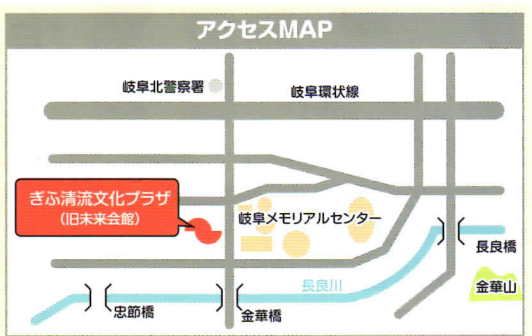 アクセスMAP
岐阜北警察署
岐阜環状線
ぎふ清流文化プラザ
(旧未来会館)
岐阜メモリアルセンター
長良川
長良橋
金華山
忠節橋
金華橋